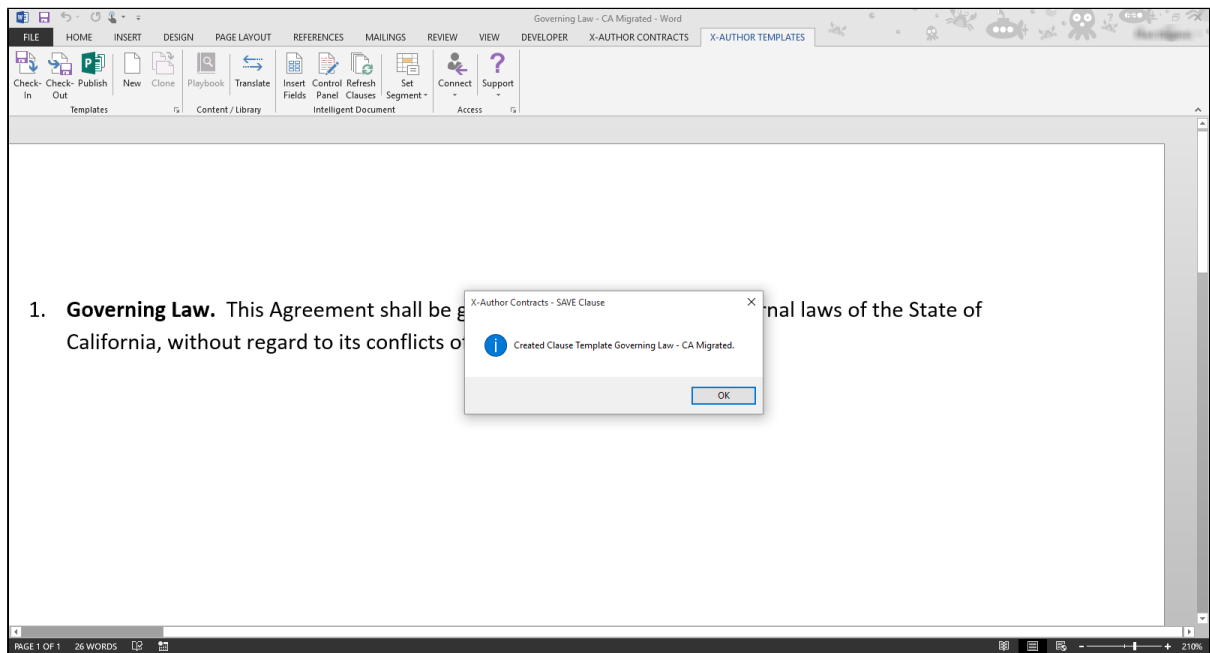 Governing Law - CA Migrated - Word
FILE HOME INSERT DESIGN PAGE LAYOUT REFERENCES MAILINGS REVIEW VIEW DEVELOPER X-AUTHOR CONTRACTS X-AUTHOR TEMPLATES
Check- Check- Publish New Clone Playbook Translate Insert Control Refresh Set Connect Support
In Out Fields Panel Clauses Segment
Templates Content / Library Intelligent Document Access
X-Author Contracts - SAVE Clause
1. Governing Law. This Agreement shall be g rnal laws of the State of
California, without regard to its conflicts o
Created Clause Template Governing Law - CA Migrated.
OK
PAGE 1 OF 1 26 WORDS 210%